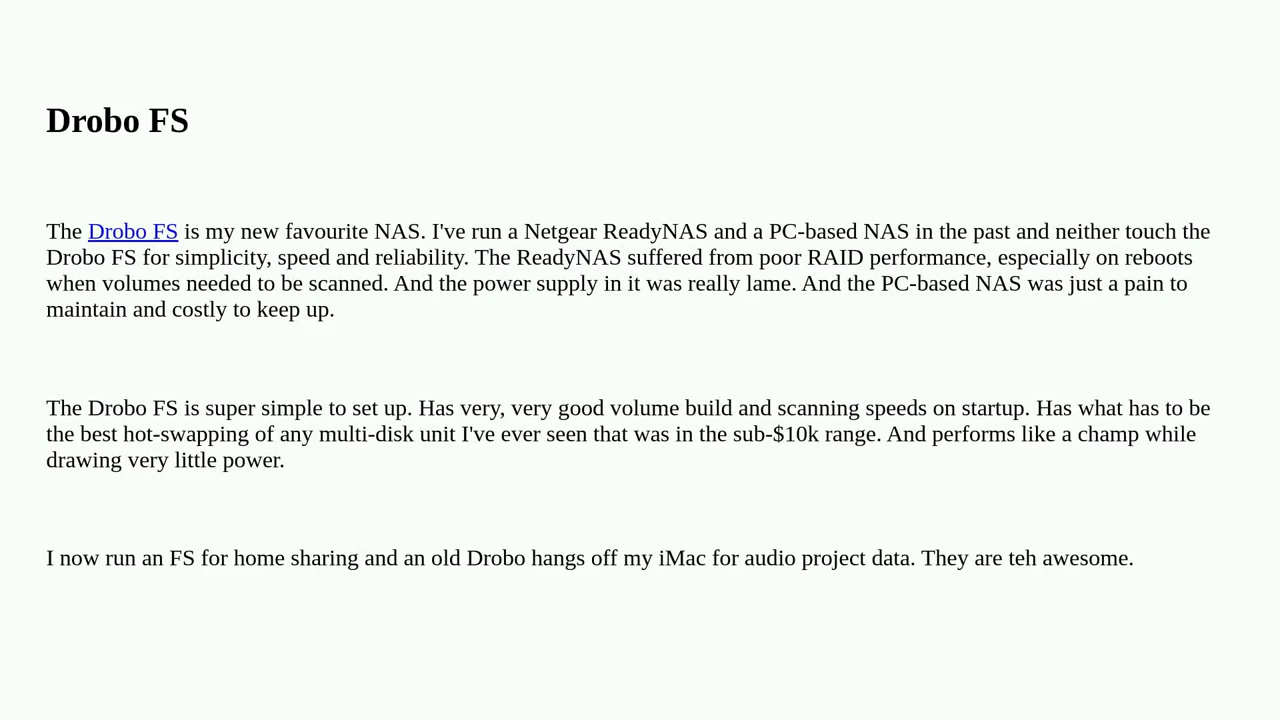 Drobo FS
The Drobo FS is my new favourite NAS. I've run a Netgear ReadyNAS and a PC-based NAS in the past and neither touch the
Drobo FS for simplicity, speed and reliability. The ReadyNAS suffered from poor RAID performance, especially on reboots
when volumes needed to be scanned. And the power supply in it was really lame. And the PC-based NAS was just a pain to
maintain and costly to keep up.
The Drobo FS is super simple to set up. Has very, very good volume build and scanning speeds on startup. Has what has to be
the best hot-swapping of any multi-disk unit I've ever seen that was in the sub-$10k range. And performs like a champ while
drawing very little power.
I now run an FS for home sharing and an old Drobo hangs off my iMac for audio project data. They are teh awesome.